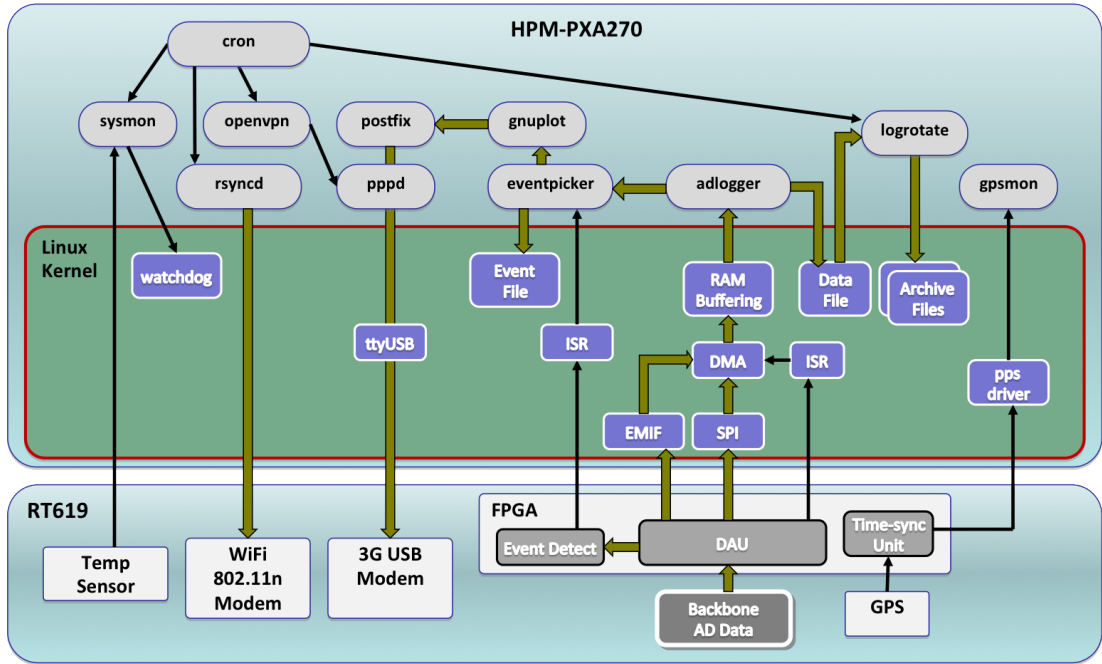 HPM-PXA270
cron
sysmon
openvpn
postfix
gnuplot
logrotate
rsyncd
pppd
eventpicker
adlogger
gpsmon
Linux
Kernel
watchdog
Event
File
RAM
Buffering
Data
File
Archive
Files
ttyUSB
ISR
DMA
ISR
pps
driver
EMIF
SPI
RT619
FPGA
Event Detect
DAU
Time-sync
Unit
Temp
Sensor
WiFi
802.11n
Modem
3G USB
Modem
Backbone
AD Data
GPS